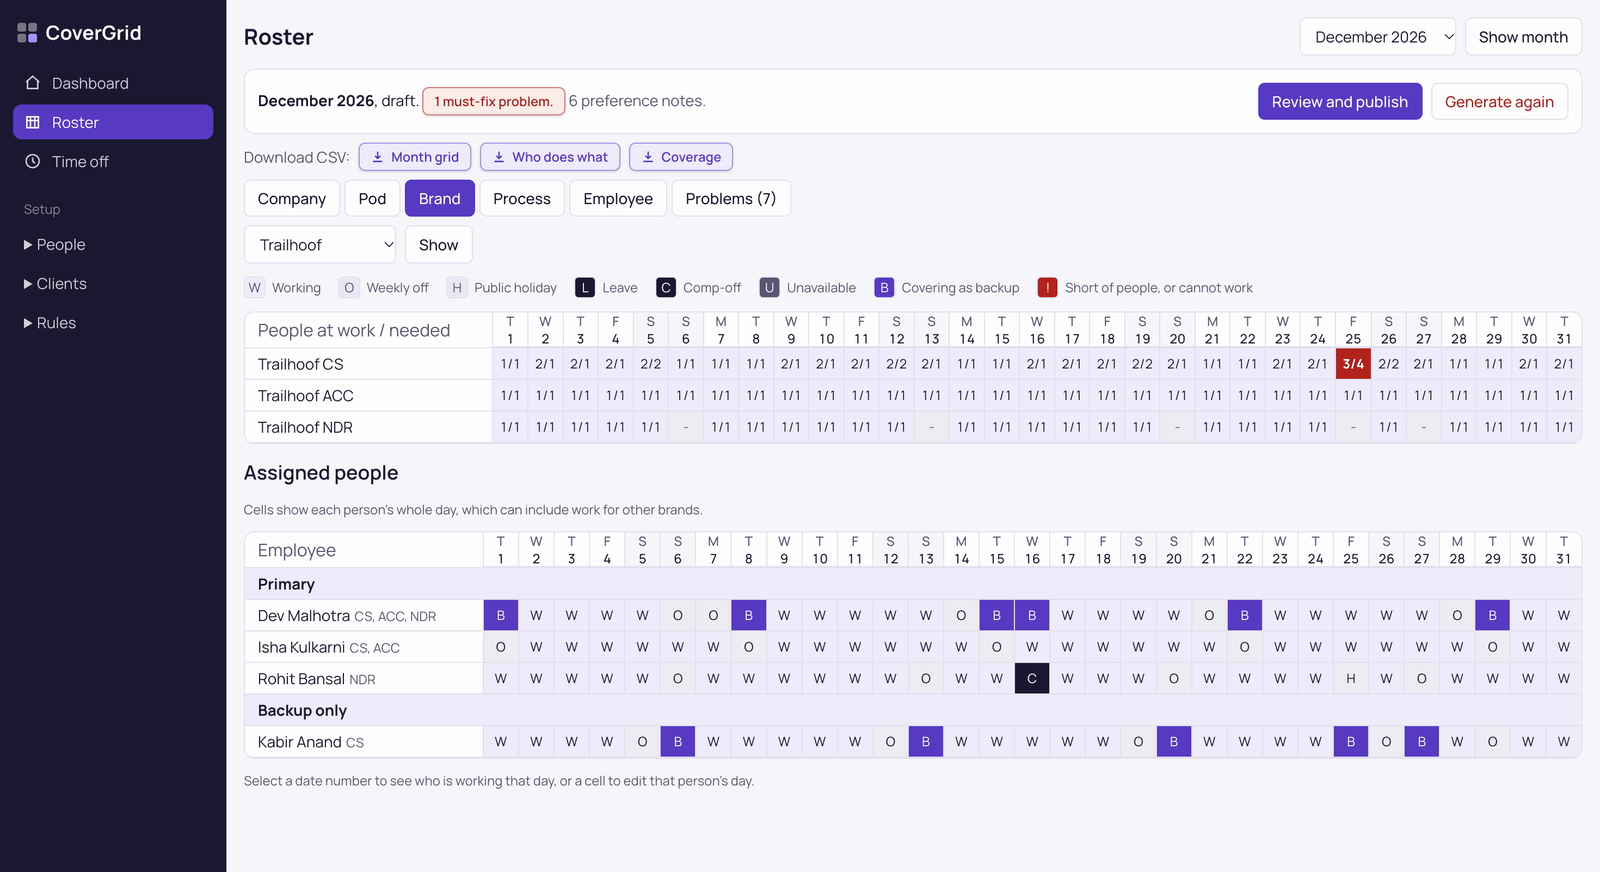 CoverGrid
Dashboard
Roster
Time off
Setup
People
Clients
Rules
Roster
December 2026
Show month
December 2026, draft. 1 must-fix problem. 6 preference notes.
Review and publish
Generate again
Download CSV: Month grid Who does what Coverage
Company Pod Brand Process Employee Problems (7)
Trailhoof Show
W Working O Weekly off H Public holiday L Leave C Comp-off U Unavailable B Covering as backup ! Short of people, or cannot work
People at work / needed T 1 W 2 T 3 F 4 S 5 S 6 M 7 T 8 W 9 T 10 F 11 S 12 S 13 M 14 T 15 W 16 T 17 F 18 S 19 S 20 M 21 T 22 W 23 T 24 F 25 S 26 S 27 M 28 T 29 W 30 T 31
Trailhoof CS 1/1 2/1 2/1 2/1 2/2 1/1 1/1 1/1 2/1 2/1 2/1 2/2 2/1 1/1 1/1 2/1 2/1 2/1 2/2 2/1 1/1 1/1 2/1 2/1 3/4 2/2 2/1 1/1 1/1 2/1 2/1
Trailhoof ACC 1/1 1/1 1/1 1/1 1/1 1/1 1/1 1/1 1/1 1/1 1/1 1/1 1/1 1/1 1/1 1/1 1/1 1/1 1/1 1/1 1/1 1/1 1/1 1/1 1/1 1/1 1/1 1/1 1/1 1/1 1/1
Trailhoof NDR 1/1 1/1 1/1 1/1 1/1 - 1/1 1/1 1/1 1/1 1/1 1/1 - 1/1 1/1 1/1 1/1 1/1 1/1 - 1/1 1/1 1/1 1/1 - 1/1 - 1/1 1/1 1/1 1/1
Assigned people
Cells show each person's whole day, which can include work for other brands.
Employee T 1 W 2 T 3 F 4 S 5 S 6 M 7 T 8 W 9 T 10 F 11 S 12 S 13 M 14 T 15 W 16 T 17 F 18 S 19 S 20 M 21 T 22 W 23 T 24 F 25 S 26 S 27 M 28 T 29 W 30 T 31
Primary
Dev Malhotra CS, ACC, NDR B W W W W O O B W W W W W O B B W W W W O B W W W W W O B W W
Isha Kulkarni CS, ACC O W W W W W W O W W W W W W O W W W W W W O W W W W W W O W W
Rohit Bansal NDR W W W W W O W W W W W W O W W C W W W O W W W W H W O W W W W
Backup only
Kabir Anand CS W W W W O B W W W W W O B W W W W W O B W W W W B O B W O W W
Select a date number to see who is working that day, or a cell to edit that person's day.